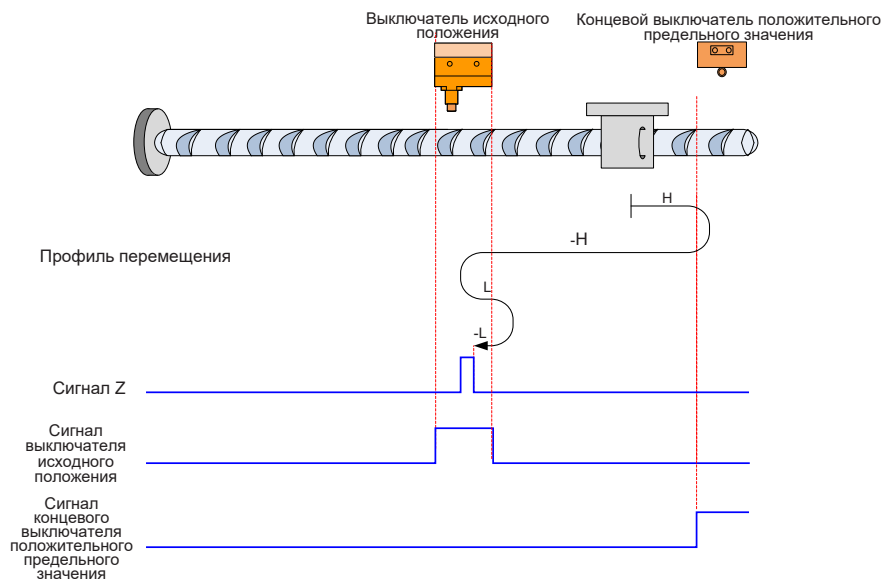 Выключатель исходного
положения
Концевой выключатель положительного
предельного значения
H
-H
Профиль перемещения
L
-L
Сигнал Z
Сигнал
выключателя
исходного
положения
Сигнал
концевого
выключателя
положительного
предельного
значения